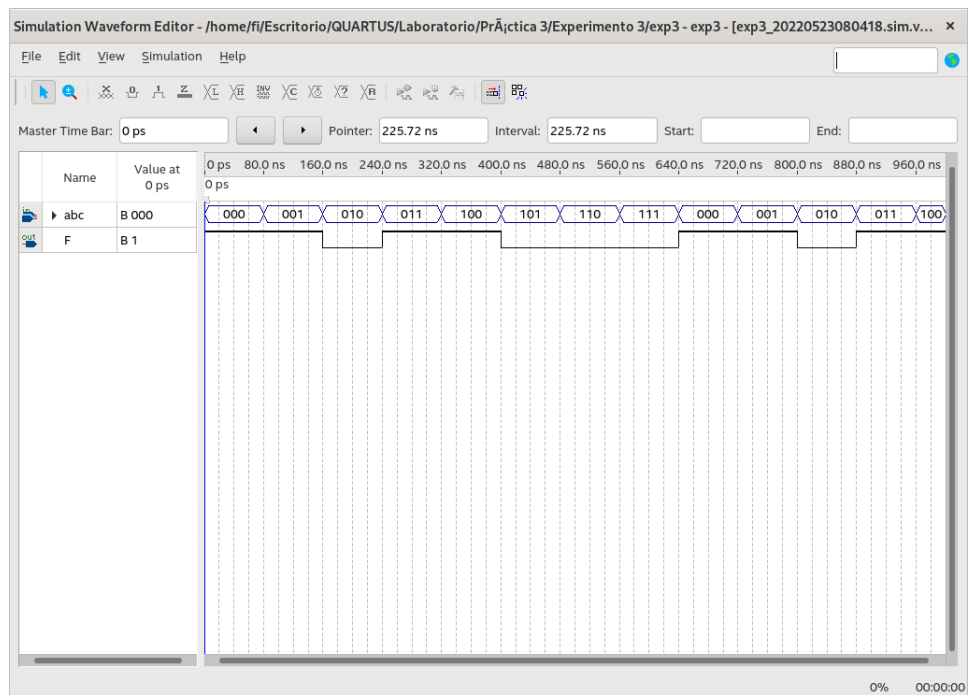 Simulation Waveform Editor - /home/fi/Escritorio/QUARTUS/Laboratorio/PrÃ¡ctica 3/Experimento 3/exp3 - exp3 - [exp3_20220523080418.sim.v... ×
File Edit View Simulation Help
Master Time Bar: 0 ps Pointer: 225.72 ns Interval: 225.72 ns Start: End:
Name Value at 0 ps
0 ps 80.0 ns 160.0 ns 240.0 ns 320.0 ns 400.0 ns 480.0 ns 560.0 ns 640.0 ns 720.0 ns 800.0 ns 880.0 ns 960.0 ns
0 ps
in abc B 000 000 001 010 011 100 101 110 111 000 001 010 011 100
out F B 1
0% 00:00:00